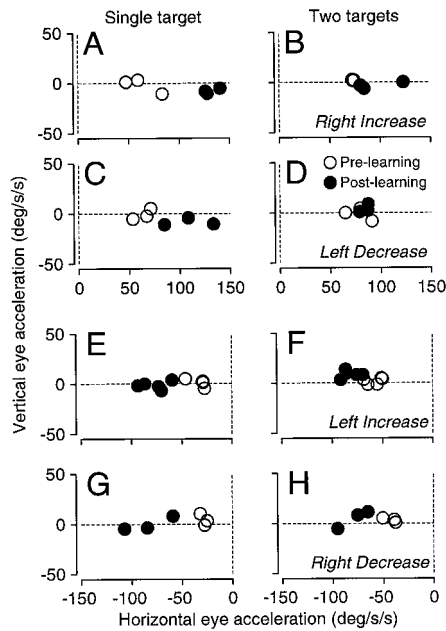 Single target Two targets
A B
50
0
-50
Right Increase
C D
Pre-learning
Post-learning
50
0
-50
Left Decrease
0 50 100 150 0 50 100 150
E F
50
0
-50
Left Increase
G H
50
0
-50
Right Decrease
-150 -100 -50 0 -150 -100 -50 0
Vertical eye acceleration (deg/s/s)
Horizontal eye acceleration (deg/s/s)